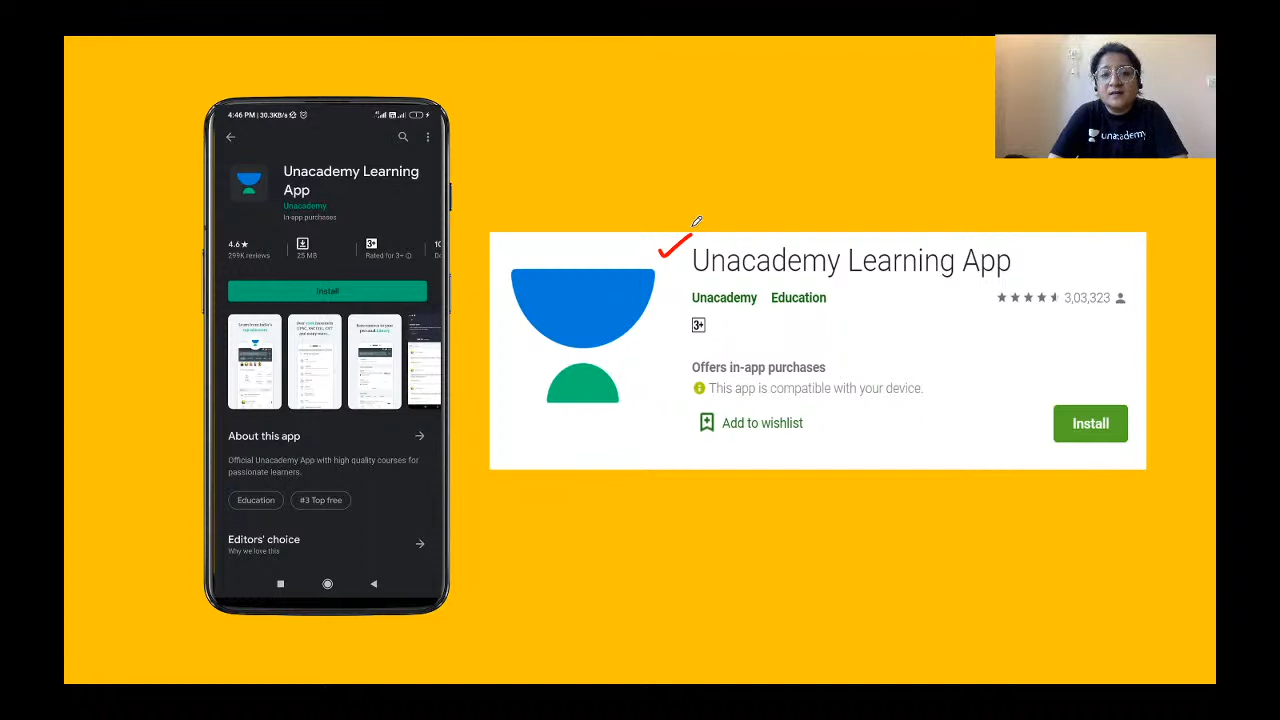 4:46 PM | 30.3KB/s
Unacademy Learning
App
Unacademy
In-app purchases
4.6★
299K reviews
25 MB
3+
Rated for 3+
10
Install
About this app
Official Unacademy App with high quality courses for
passionate learners.
Education
#3 Top free
Editors' choice
Why we love this
unacademy
Unacademy Learning App
Unacademy Education
3,03,323
3+
Offers in-app purchases
This app is compatible with your device.
Add to wishlist
Install